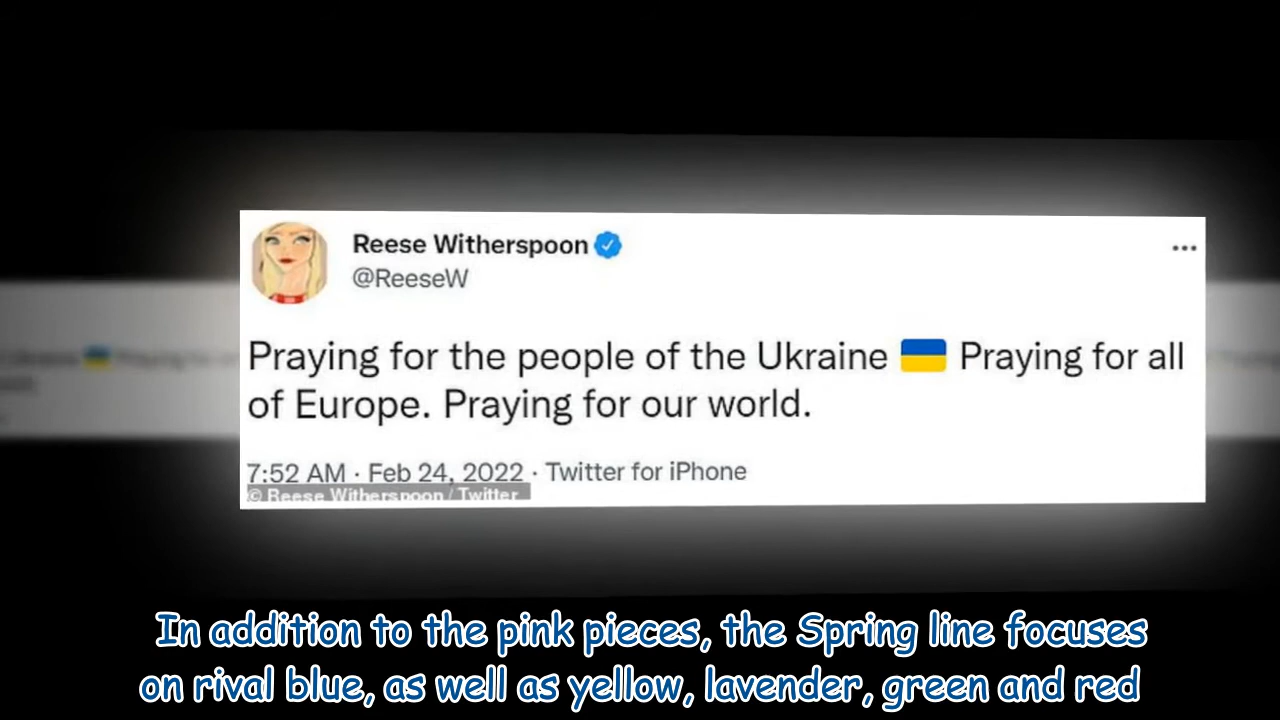 Reese Witherspoon
@ReeseW
Praying for the people of the Ukraine 🇺🇦 Praying for all
of Europe. Praying for our world.
7:52 AM · Feb 24, 2022 · Twitter for iPhone
© Reese Witherspoon / Twitter
In addition to the pink pieces, the Spring line focuses
on rival blue, as well as yellow, lavender, green and red